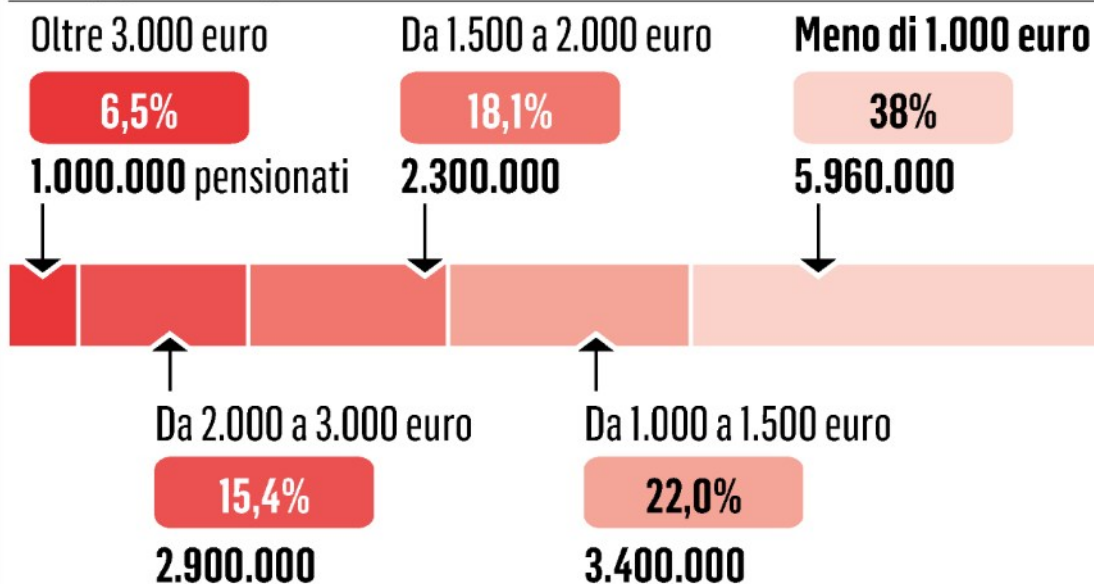 Oltre 3.000 euro
6,5%
1.000.000 pensionati
Da 1.500 a 2.000 euro
18,1%
2.300.000
Meno di 1.000 euro
38%
5.960.000
Da 2.000 a 3.000 euro
15,4%
2.900.000
Da 1.000 a 1.500 euro
22,0%
3.400.000